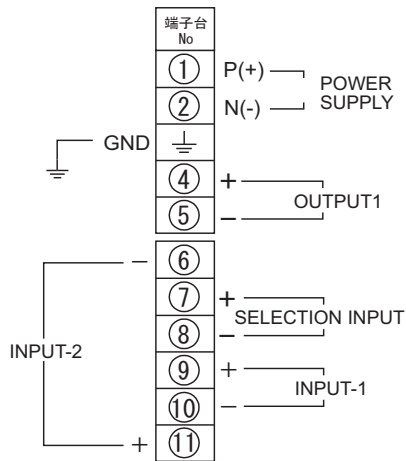 端子台
No
① P(+)
POWER
SUPPLY
② N(-)
GND
④ +
OUTPUT1
⑤ −
− ⑥
⑦ +
SELECTION INPUT
⑧ −
INPUT-2
⑨ +
INPUT-1
⑩ −
+ ⑪